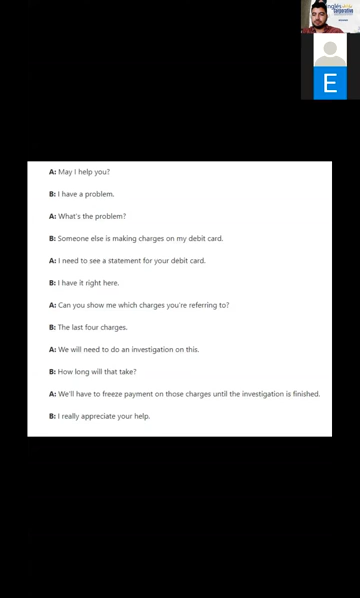 inglés
corporativo
E
A: May I help you?
B: I have a problem.
A: What's the problem?
B: Someone else is making charges on my debit card.
A: I need to see a statement for your debit card.
B: I have it right here.
A: Can you show me which charges you're referring to?
B: The last four charges.
A: We will need to do an investigation on this.
B: How long will that take?
A: We'll have to freeze payment on those charges until the investigation is finished.
B: I really appreciate your help.